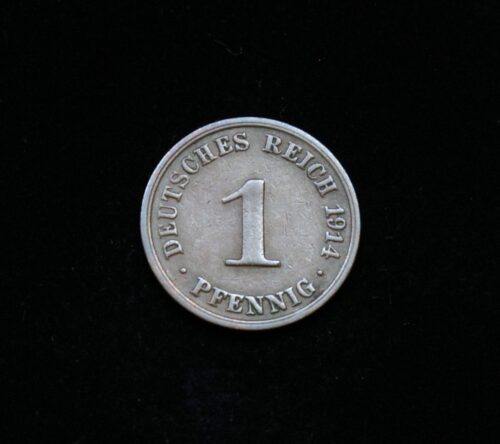 DEUTSCHES REICH 1914
1
· PFENNIG ·